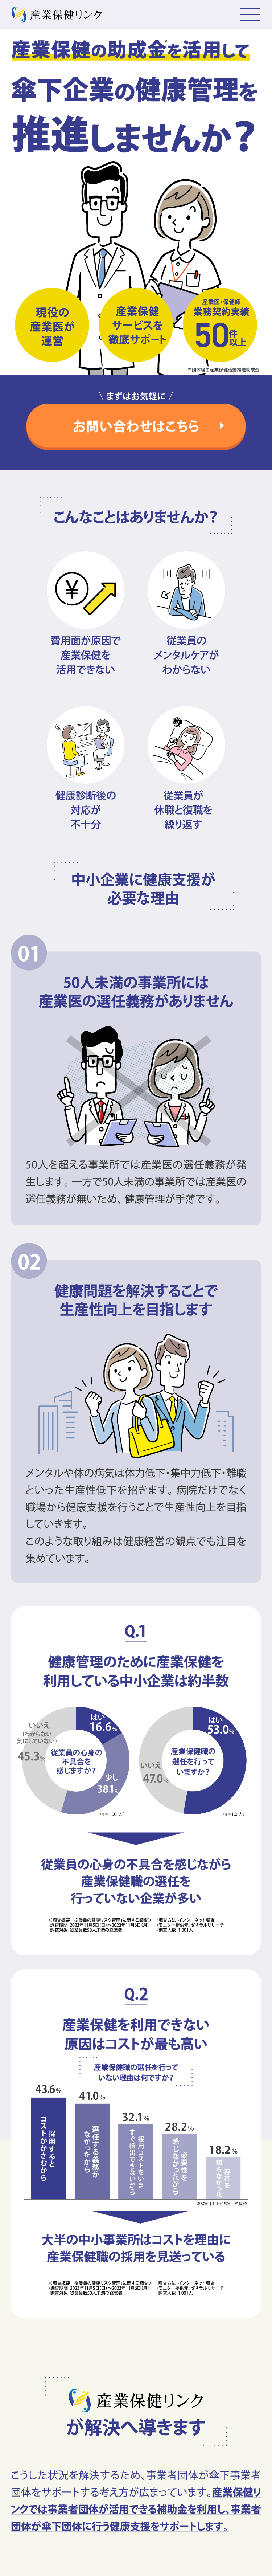 産業保健リンク
産業保健の助成金※を活用して
傘下企業の健康管理を
推進しませんか？
現役の
産業医が
運営
産業保健
サービスを
徹底サポート
産業医・保健師
業務契約実績
50件
以上
※団体経由産業保健活動推進助成金
\ まずはお気軽に /
お問い合わせはこちら
こんなことはありませんか？
費用面が原因で
産業保健を
活用できない
従業員の
メンタルケアが
わからない
健康診断後の
対応が
不十分
従業員が
休職と復職を
繰り返す
中小企業に健康支援が
必要な理由
01
50人未満の事業所には
産業医の選任義務がありません
50人を超える事業所では産業医の選任義務が発
生します。一方で50人未満の事業所では産業医の
選任義務が無いため、健康管理が手薄です。
02
健康問題を解決することで
生産性向上を目指します
メンタルや体の病気は体力低下・集中力低下・離職
といった生産性低下を招きます。病院だけでなく
職場から健康支援を行うことで生産性向上を目指
していきます。
このような取り組みは健康経営の観点でも注目を
集めています。
Q.1
健康管理のために産業保健を
利用している中小企業は約半数
はい
16.6%
いいえ
(わからない
気にしていない)
45.3%
従業員の心身の
不具合を
感じますか？
少し
38.1%
(n＝1,001人)
はい
53.0%
産業保健職の
選任を行って
いますか？
いいえ
47.0%
(n＝166人)
従業員の心身の不具合を感じながら
産業保健職の選任を
行っていない企業が多い
＜調査概要:「従業員の健康リスク管理」に関する調査＞
・調査期間: 2023年11月5日(日)～2023年11月6日(月)
・調査対象: 従業員数50人未満の経営者
・調査方法: インターネット調査
・モニター提供元: ゼネラルリサーチ
・調査人数: 1,001人
Q.2
産業保健を利用できない
原因はコストが最も高い
産業保健職の選任を行って
いない理由は何ですか？
43.6%
採用すると
コストがかさむから
41.0%
選任する義務が
なかったから
32.1%
採用コストをいま
すぐ捻出できないから
28.2%
必要性を
感じなかったから
18.2%
存在を
知らなかった
大半の中小事業所はコストを理由に
産業保健職の採用を見送っている
＜調査概要:「従業員の健康リスク管理」に関する調査＞
・調査期間: 2023年11月5日(日)～2023年11月6日(月)
・調査対象: 従業員数50人未満の経営者
・調査方法: インターネット調査
・モニター提供元: ゼネラルリサーチ
・調査人数: 1,001人
産業保健リンク
が解決へ導きます
こうした状況を解決するため、事業者団体が傘下事業者
団体をサポートする考え方が広まっています。産業保健リ
ンクでは事業者団体が活用できる補助金を利用し、事業者
団体が傘下団体に行う健康支援をサポートします。